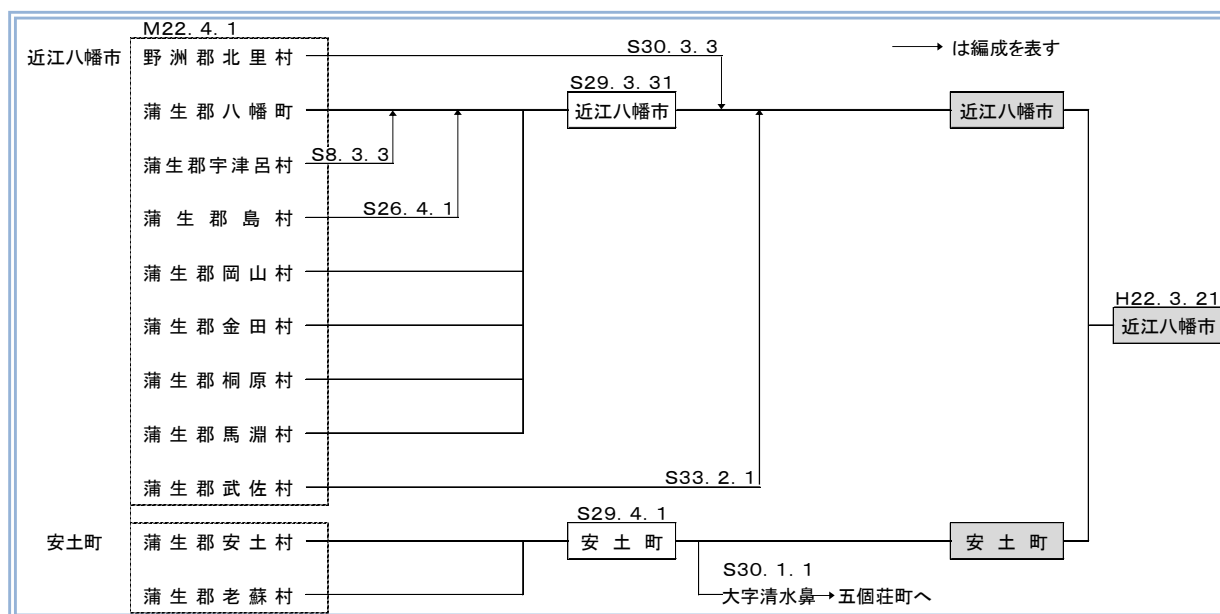 M22.4.1
近江八幡市 野洲郡北里村 S30.3.3 → は編成を表す
S29.3.31
蒲生郡八幡町 近江八幡市 近江八幡市
蒲生郡宇津呂村 S8.3.3
蒲生郡島村 S26.4.1
蒲生郡岡山村
H22.3.21
蒲生郡金田村 近江八幡市
蒲生郡桐原村
蒲生郡馬淵村
蒲生郡武佐村 S33.2.1
S29.4.1
安土町 蒲生郡安土村 安土町 安土町
S30.1.1
蒲生郡老蘇村 大字清水鼻→五個荘町へ